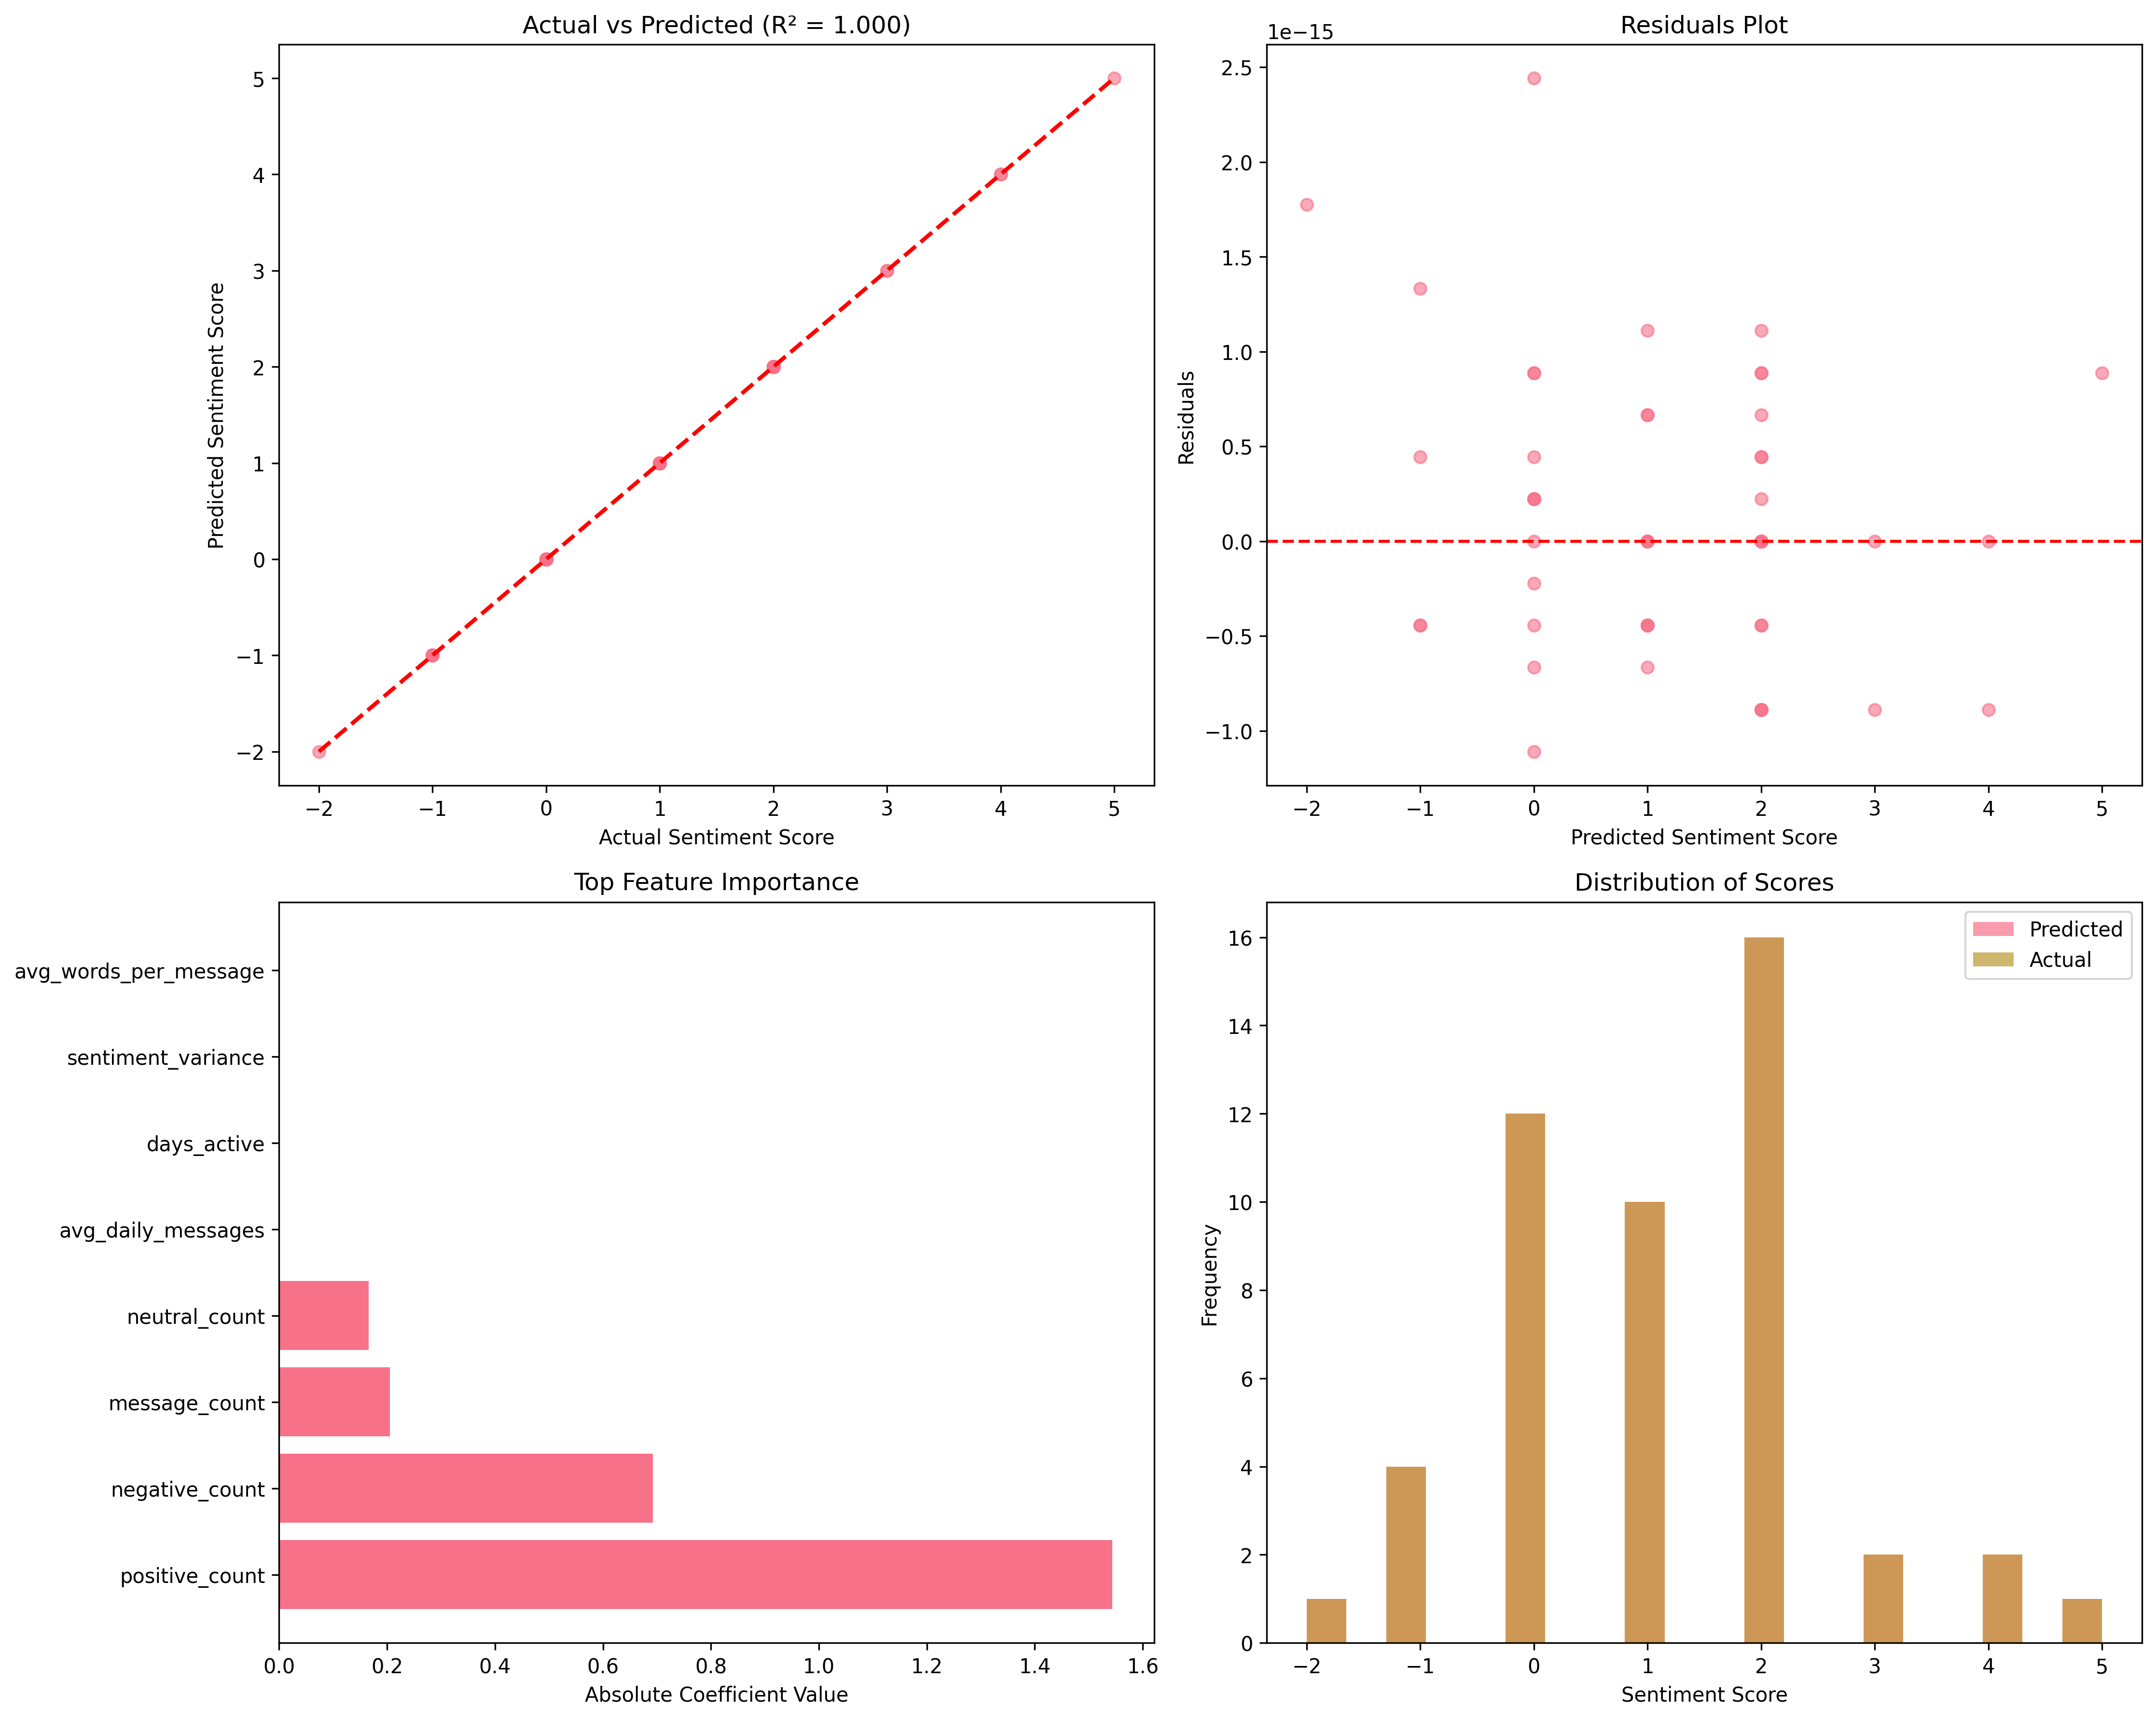 Actual vs Predicted (R² = 1.000)
5
4
3
2
1
0
−1
−2
Predicted Sentiment Score
−2 −1 0 1 2 3 4 5
Actual Sentiment Score
Residuals Plot
1e−15
2.5
2.0
1.5
1.0
0.5
0.0
−0.5
−1.0
Residuals
−2 −1 0 1 2 3 4 5
Predicted Sentiment Score
Top Feature Importance
avg_words_per_message
sentiment_variance
days_active
avg_daily_messages
neutral_count
message_count
negative_count
positive_count
0.0 0.2 0.4 0.6 0.8 1.0 1.2 1.4 1.6
Absolute Coefficient Value
Distribution of Scores
Predicted
Actual
16
14
12
10
8
6
4
2
0
Frequency
−2 −1 0 1 2 3 4 5
Sentiment Score